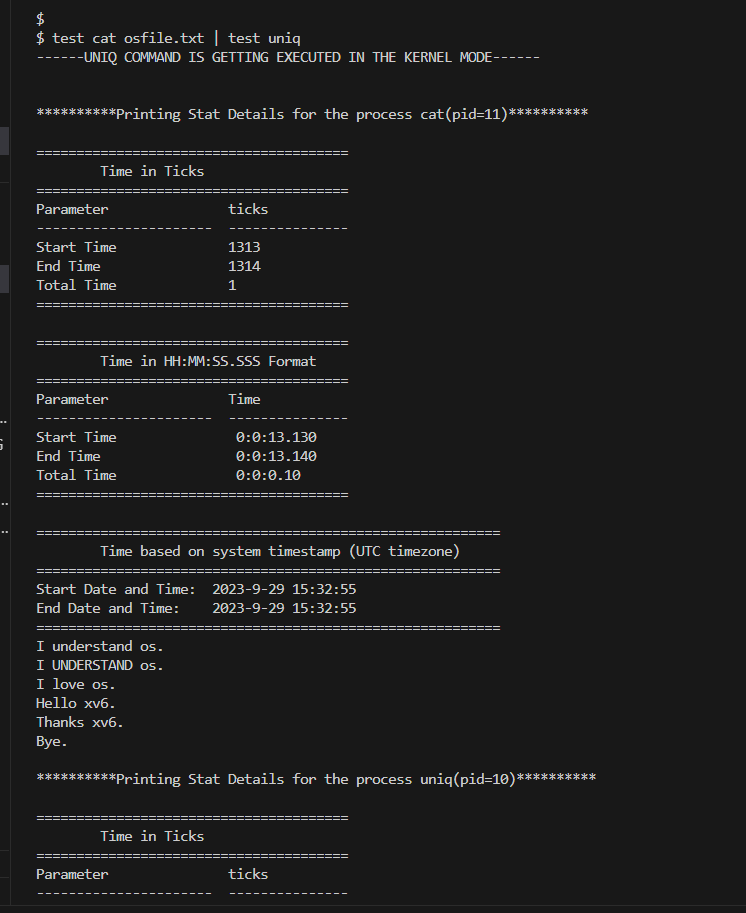 $
$ test cat osfile.txt | test uniq
------UNIQ COMMAND IS GETTING EXECUTED IN THE KERNEL MODE------
**********Printing Stat Details for the process cat(pid=11)**********
=======================================
Time in Ticks
=======================================
Parameter ticks
---------------------- ---------------
Start Time 1313
End Time 1314
Total Time 1
=======================================
=======================================
Time in HH:MM:SS.SSS Format
=======================================
Parameter Time
---------------------- ---------------
Start Time 0:0:13.130
End Time 0:0:13.140
Total Time 0:0:0.10
=======================================
==========================================================
Time based on system timestamp (UTC timezone)
==========================================================
Start Date and Time: 2023-9-29 15:32:55
End Date and Time: 2023-9-29 15:32:55
==========================================================
I understand os.
I UNDERSTAND os.
I love os.
Hello xv6.
Thanks xv6.
Bye.
**********Printing Stat Details for the process uniq(pid=10)**********
=======================================
Time in Ticks
=======================================
Parameter ticks
---------------------- ---------------